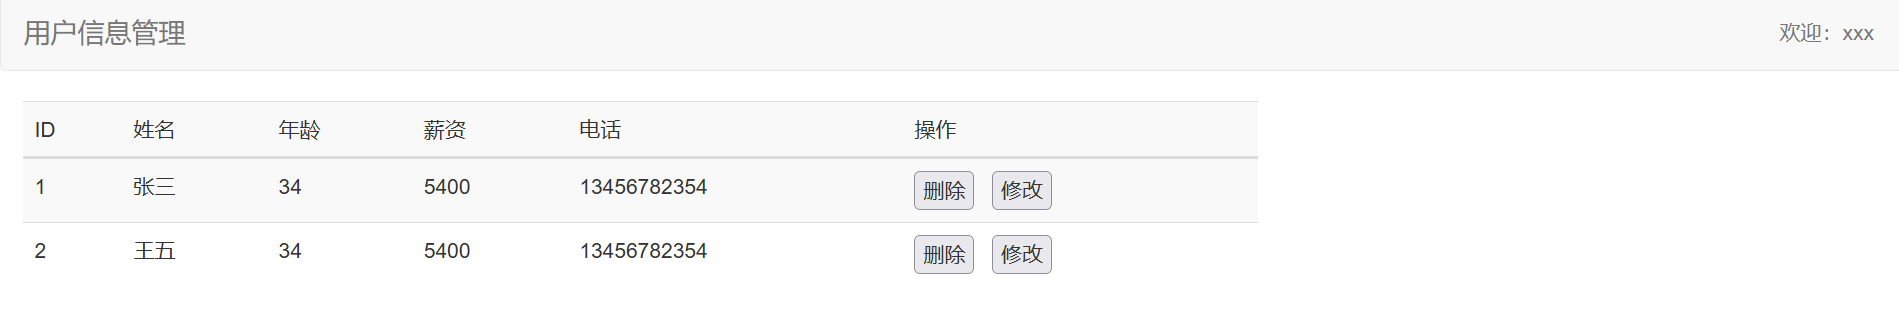 用户信息管理 欢迎：xxx
ID 姓名 年龄 薪资 电话 操作
1 张三 34 5400 13456782354 删除 修改
2 王五 34 5400 13456782354 删除 修改